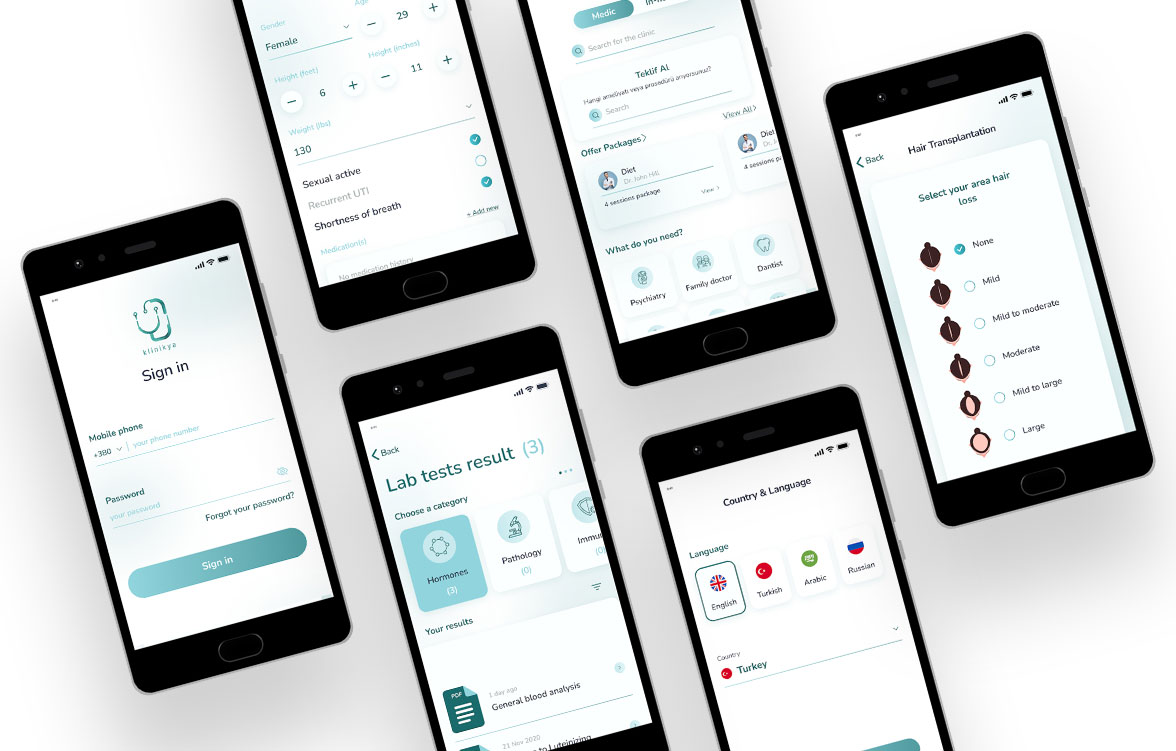 klinikya
Sign in
Mobile phone
+380
your phone number
Password
your password
Forgot your password?
Sign in
Gender
Age
Female
29
Height (feet)
Height (inches)
6
11
Weight (lbs)
130
Sexual active
Recurrent UTI
Shortness of breath
+ Add new
Medication(s)
No medication history
Back
Lab tests result (3)
Choose a category
Hormones
(3)
Pathology
(0)
Immu
(0)
Your results
PDF
1 day ago
General blood analysis
21 Nov 2020
to Luteinizing
Medic
Search for the clinic
Teklif Al
Hangi ameliyatı veya prosedürü arıyorsunuz?
Search
Offer Packages
View All
Diet
Dr. John Hill
4 sessions package
View
Diet
Dr. J
4 sessions pa
What do you need?
Psychiatry
Family doctor
Dantist
Country & Language
Language
English
Turkish
Arabic
Russian
Country
Turkey
Back
Hair Transplantation
Select your area hair
loss
None
Mild
Mild to moderate
Moderate
Mild to large
Large